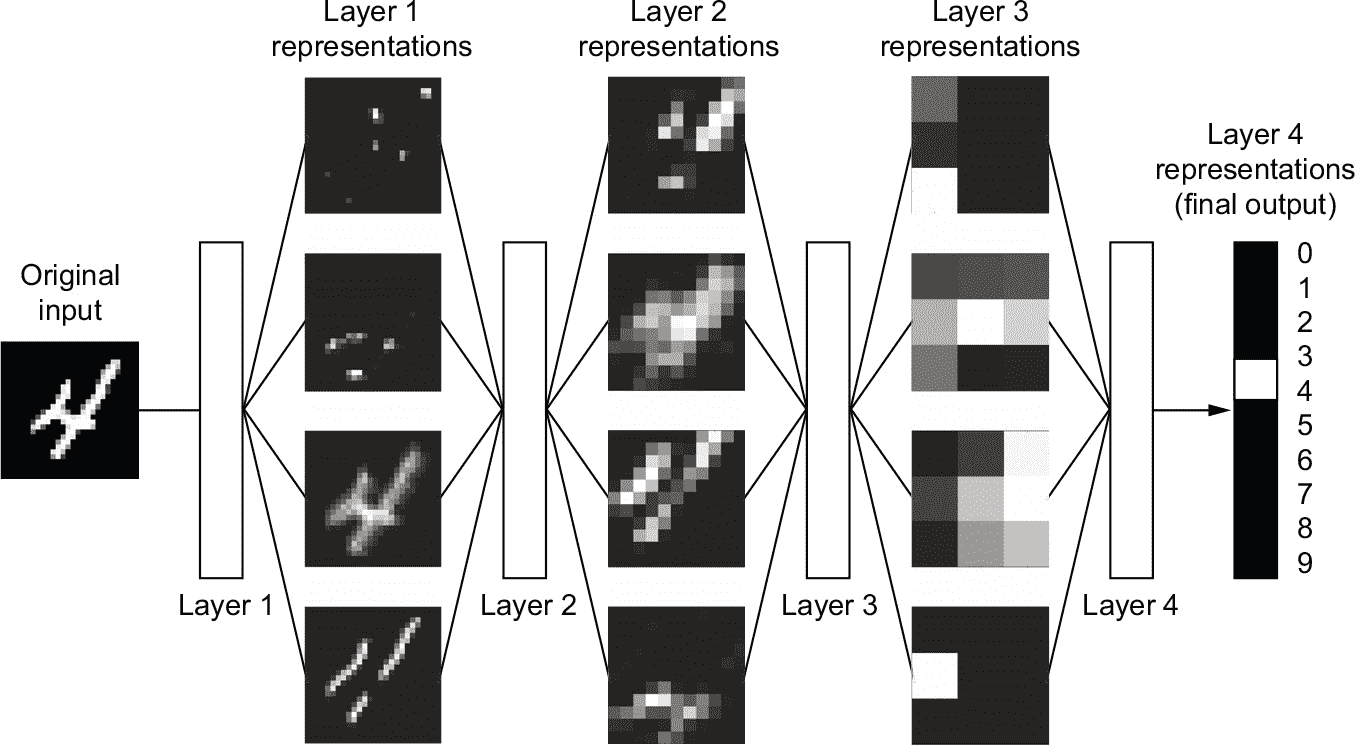 Layer 1
representations
Layer 2
representations
Layer 3
representations
Layer 4
representations
(final output)
Original
input
0
1
2
3
4
5
6
7
8
9
Layer 1
Layer 2
Layer 3
Layer 4